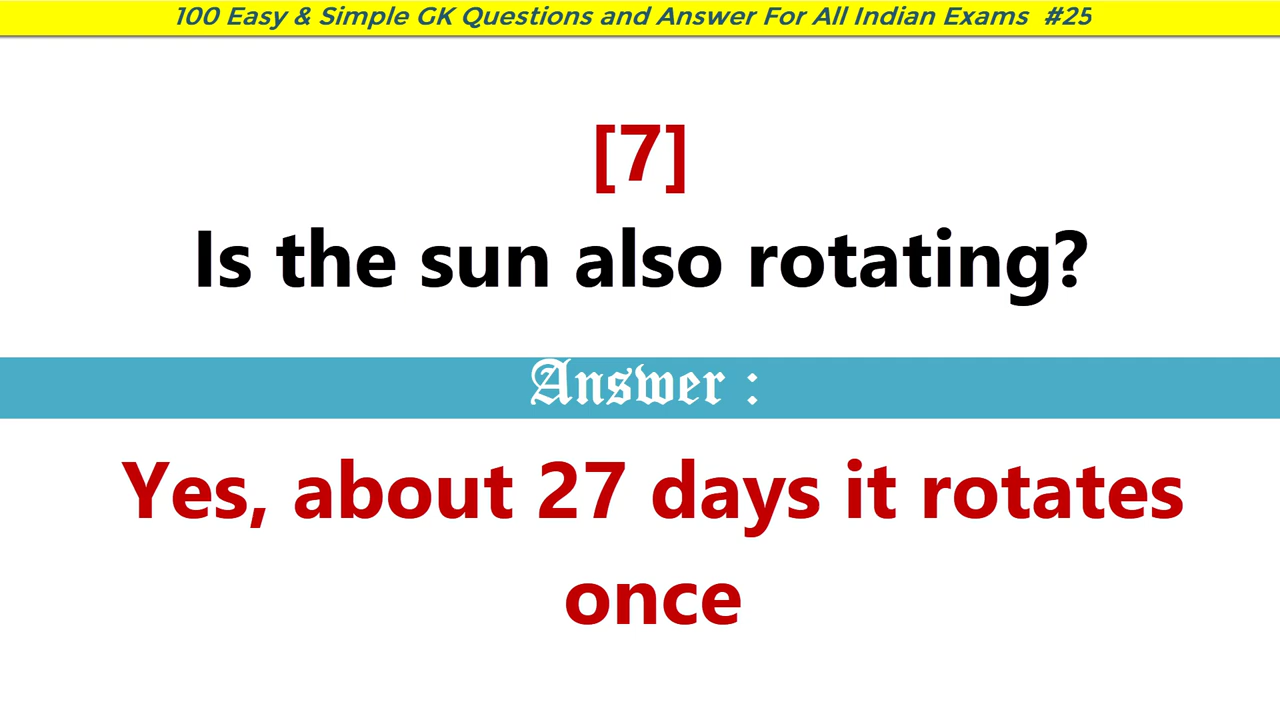 100 Easy & Simple GK Questions and Answer For All Indian Exams #25
[7]
Is the sun also rotating?
Answer :
Yes, about 27 days it rotates
once